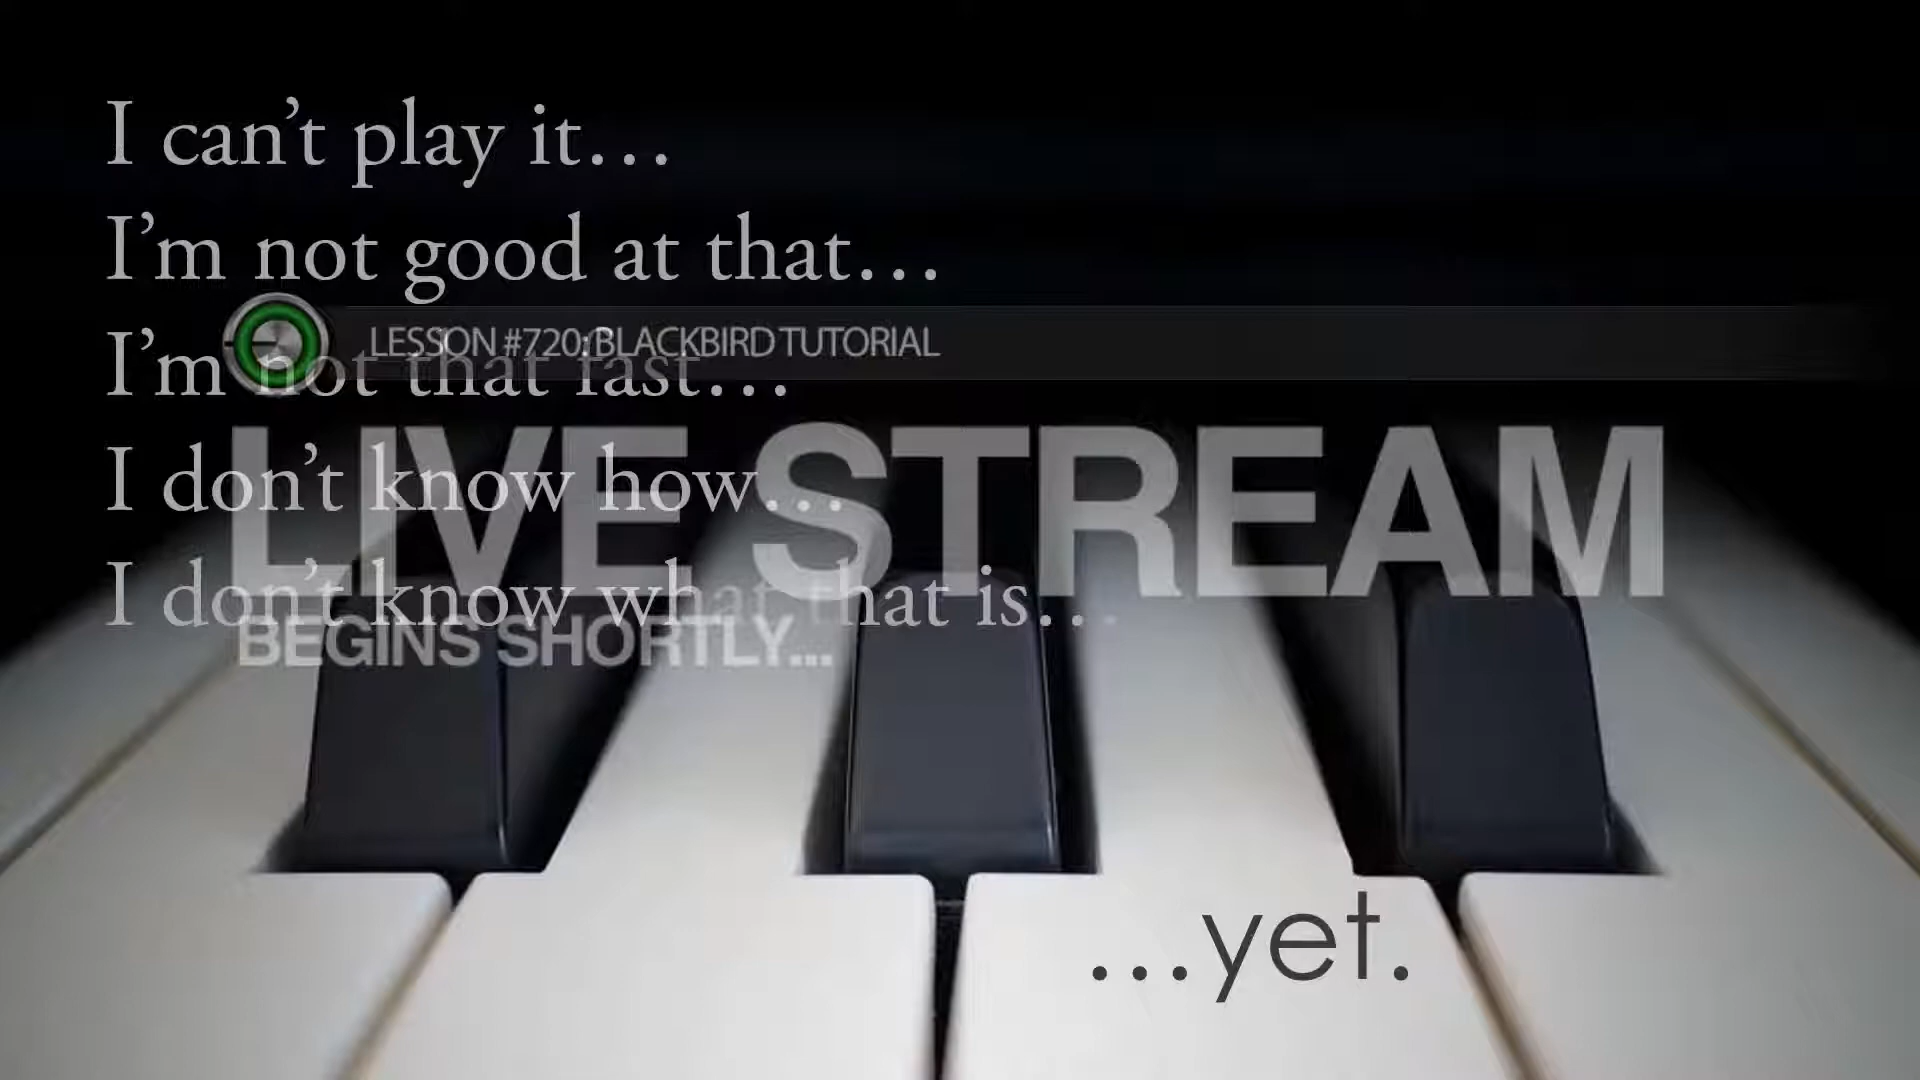 I can’t play it…
I’m not good at that…
LESSON #720: BLACKBIRD TUTORIAL
I’m not that fast…
LIVE STREAM
I don’t know how…
I don’t know what that is…
BEGINS SHORTLY...
...yet.